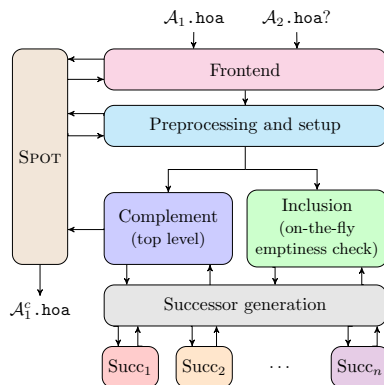 𝒜₁.hoa 𝒜₂.hoa?
Frontend
Preprocessing and setup
SPOT
Complement
(top level)
Inclusion
(on-the-fly
emptiness check)
𝒜₁ᶜ.hoa
Successor generation
Succ₁ Succ₂ ... Succₙ